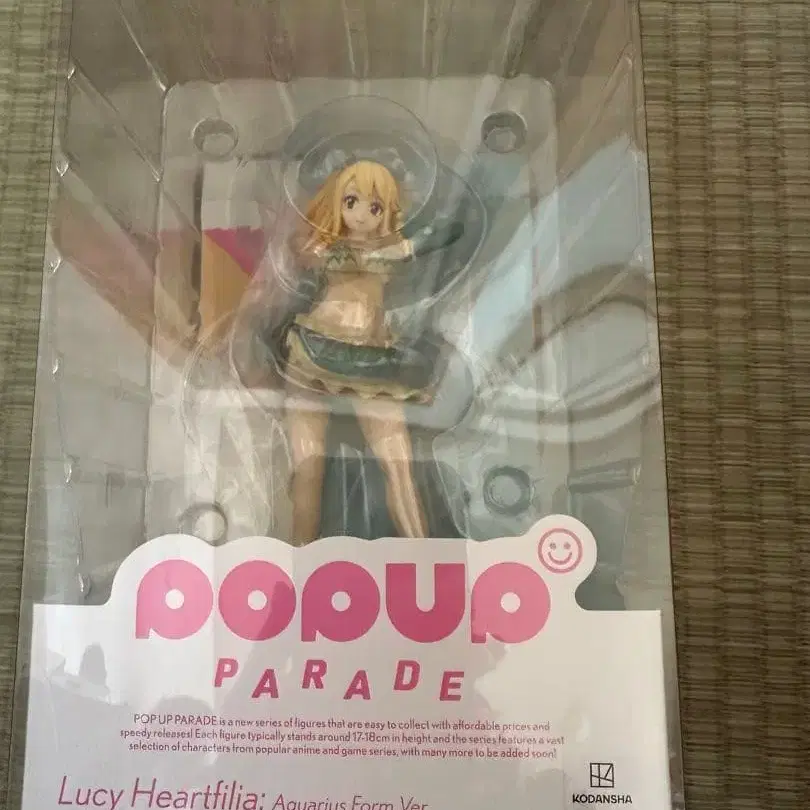 POPUP
PARADE
POP UP PARADE is a new series of figures that are easy to collect with affordable prices and
speedy releases! Each figure typically stands around 17-18cm in height and the series features a vast
selection of characters from popular anime and game series, with many more to be added soon!
Lucy Heartfilia: Aquarius Form Ver.
KODANSHA